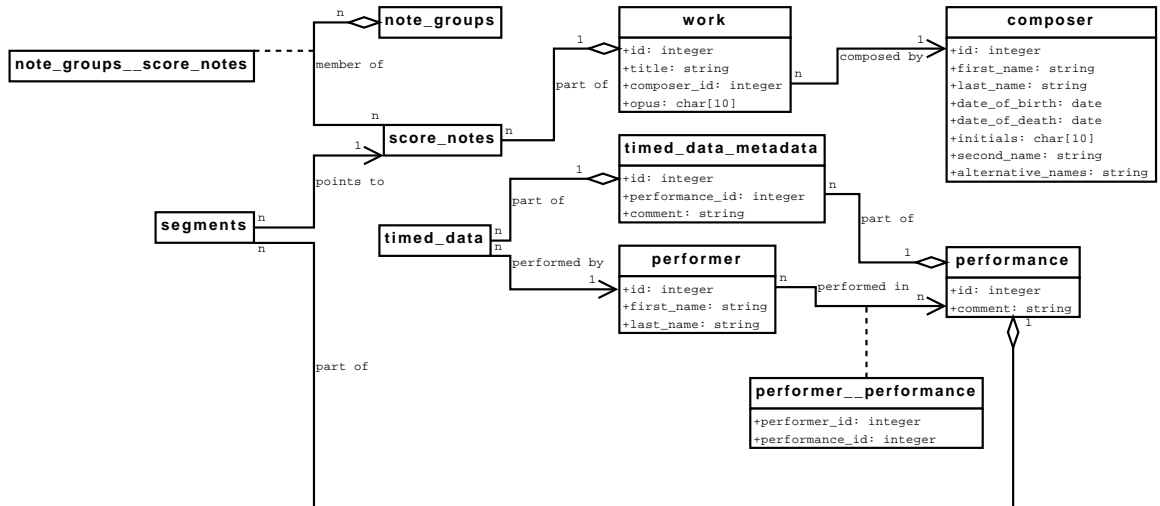 n
note_groups
note_groups__score_notes
member of
n
score_notes
n
1
part of
work
+id: integer
+title: string
+composer_id: integer
+opus: char[10]
n
composed by
1
composer
+id: integer
+first_name: string
+last_name: string
+date_of_birth: date
+date_of_death: date
+initials: char[10]
+second_name: string
+alternative_names: string
1
points to
segments
n
n
part of
timed_data
n
n
1
part of
timed_data_metadata
+id: integer
+performance_id: integer
+comment: string
n
part of
1
performed by
1
performer
+id: integer
+first_name: string
+last_name: string
n
performed in
n
performance
+id: integer
+comment: string
1
performer__performance
+performer_id: integer
+performance_id: integer